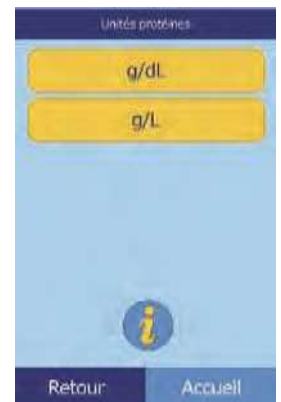 Unités protéines
g/dL
g/L
i
Retour
Accueil